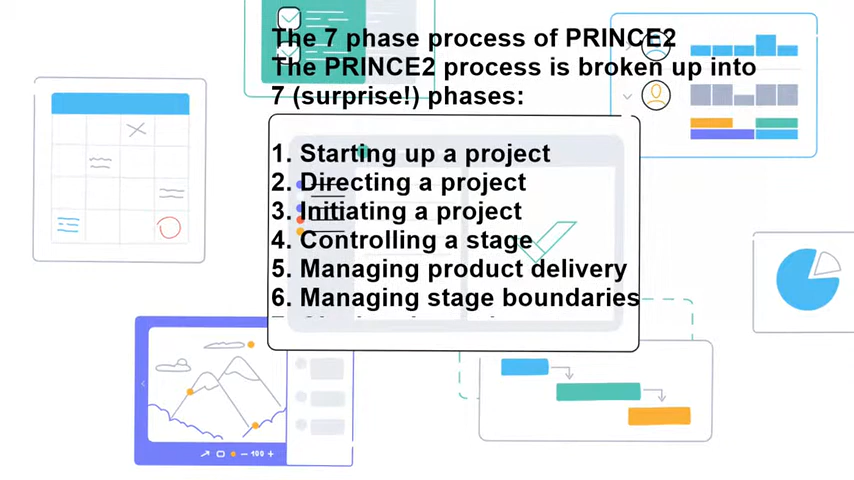 The 7 phase process of PRINCE2
The PRINCE2 process is broken up into
7 (surprise!) phases:
1. Starting up a project
2. Directing a project
3. Initiating a project
4. Controlling a stage
5. Managing product delivery
6. Managing stage boundaries
100